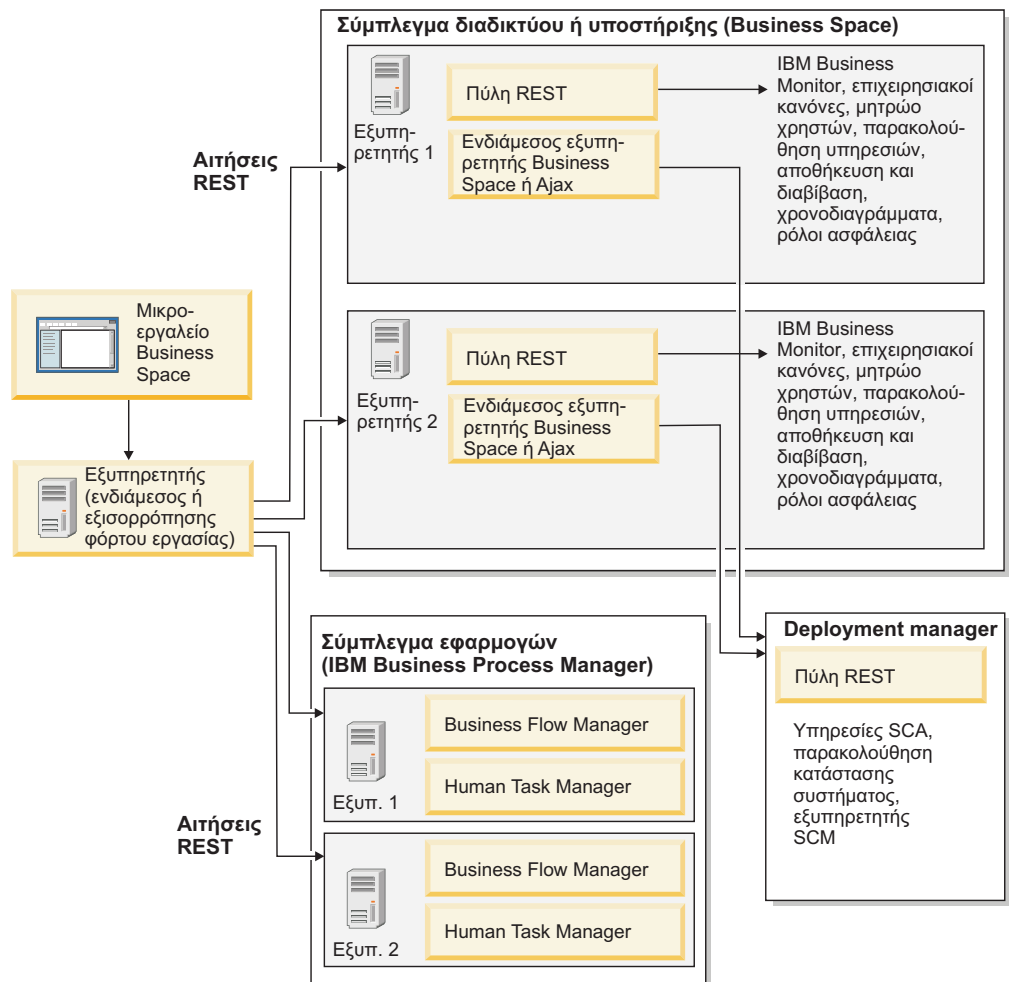 Σύμπλεγμα διαδικτύου ή υποστήριξης (Business Space)
Εξυπη-
ρετητής 1
Πύλη REST
Ενδιάμεσος εξυπη-
ρετητής Business
Space ή Ajax
IBM Business
Monitor, επιχειρησιακοί
κανόνες, μητρώο
χρηστών, παρακολού-
θηση υπηρεσιών,
αποθήκευση και
διαβίβαση,
χρονοδιαγράμματα,
ρόλοι ασφάλειας
Αιτήσεις
REST
Μικρο-
εργαλείο
Business
Space
Εξυπη-
ρετητής 2
Πύλη REST
Ενδιάμεσος εξυπη-
ρετητής Business
Space ή Ajax
IBM Business
Monitor, επιχειρησιακοί
κανόνες, μητρώο
χρηστών, παρακολού-
θηση υπηρεσιών,
αποθήκευση και
διαβίβαση,
χρονοδιαγράμματα,
ρόλοι ασφάλειας
Εξυπηρετητής
(ενδιάμεσος ή
εξισορρόπησης
φόρτου εργασίας)
Σύμπλεγμα εφαρμογών
(IBM Business Process Manager)
Εξυπ. 1
Business Flow Manager
Human Task Manager
Αιτήσεις
REST
Εξυπ. 2
Business Flow Manager
Human Task Manager
Deployment manager
Πύλη REST
Υπηρεσίες SCA,
παρακολούθηση
κατάστασης
συστήματος,
εξυπηρετητής
SCM